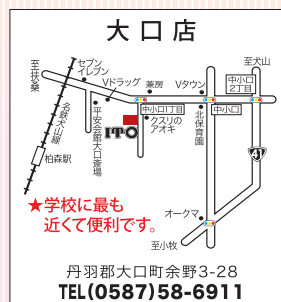 大口店
至扶桑
セブン
イレブン
Vドラッグ
兼房
Vタウン
至犬山
中小口
2丁目
中小口1丁目
中小口
クスリの
アオキ
名鉄犬山線
平安会館大口斎場
ITO
北保育園
41
柏森駅
★学校に最も
近くて便利です。
オークマ
至小牧
丹羽郡大口町余野3-28
TEL(0587)58-6911